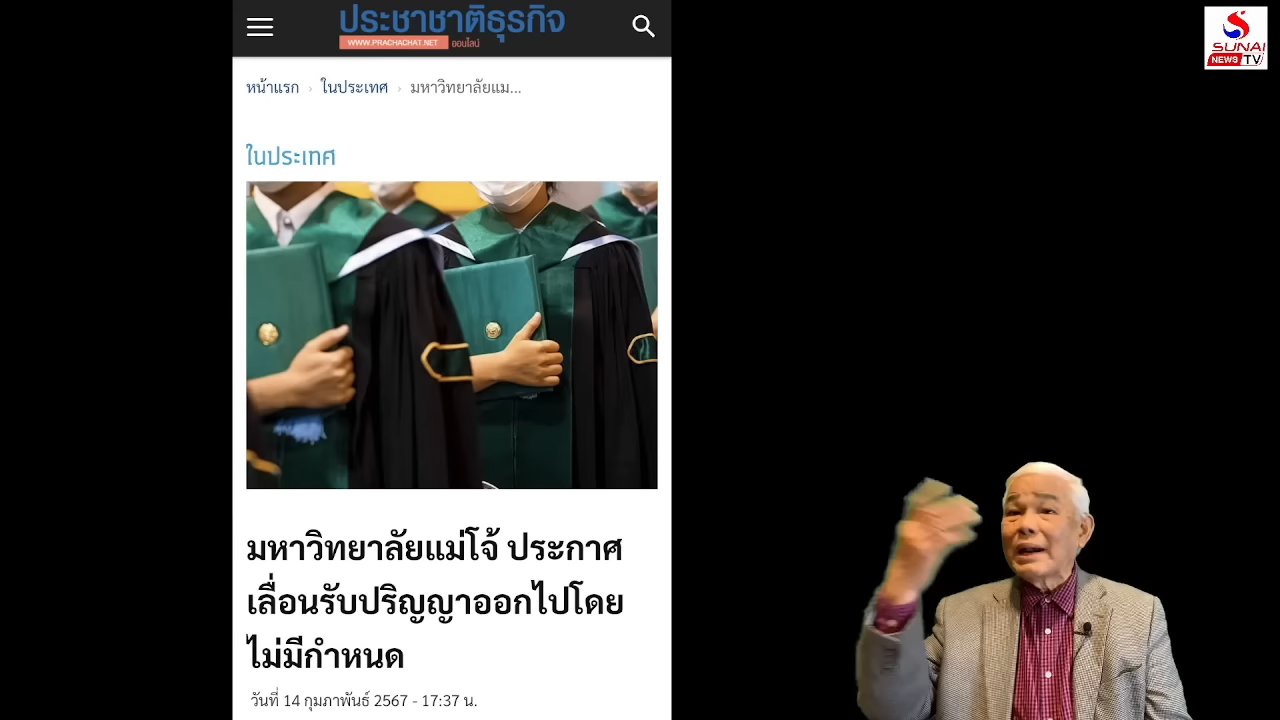 ประชาชาติธุรกิจ
WWW.PRACHACHAT.NET ออนไลน์
SUNAI
NEWS TV
หน้าแรก › ในประเทศ › มหาวิทยาลัยแม...
ในประเทศ
มหาวิทยาลัยแม่โจ้ ประกาศ
เลื่อนรับปริญญาออกไปโดย
ไม่มีกำหนด
วันที่ 14 กุมภาพันธ์ 2567 - 17:37 น.